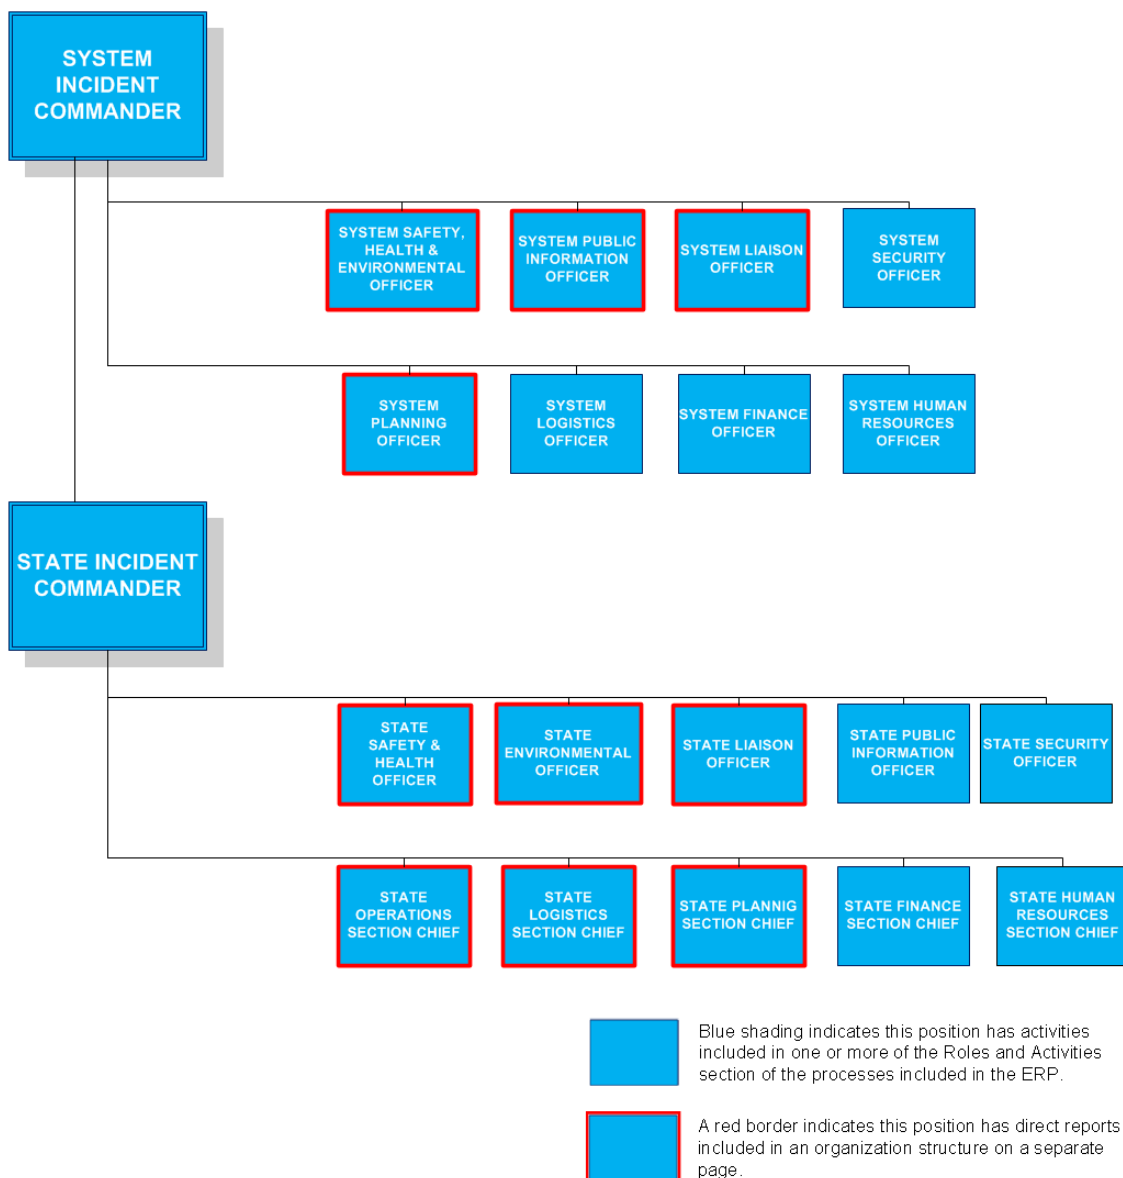 SYSTEM
INCIDENT
COMMANDER
SYSTEM SAFETY,
HEALTH &
ENVIRONMENTAL
OFFICER
SYSTEM PUBLIC
INFORMATION
OFFICER
SYSTEM LIAISON
OFFICER
SYSTEM
SECURITY
OFFICER
SYSTEM
PLANNING
OFFICER
SYSTEM
LOGISTICS
OFFICER
SYSTEM FINANCE
OFFICER
SYSTEM HUMAN
RESOURCES
OFFICER
STATE INCIDENT
COMMANDER
STATE
SAFETY &
HEALTH
OFFICER
STATE
ENVIRONMENTAL
OFFICER
STATE LIAISON
OFFICER
STATE PUBLIC
INFORMATION
OFFICER
STATE SECURITY
OFFICER
STATE
OPERATIONS
SECTION CHIEF
STATE
LOGISTICS
SECTION CHIEF
STATE PLANNIG
SECTION CHIEF
STATE FINANCE
SECTION CHIEF
STATE HUMAN
RESOURCES
SECTION CHIEF
Blue shading indicates this position has activities
included in one or more of the Roles and Activities
section of the processes included in the ERP.
A red border indicates this position has direct reports
included in an organization structure on a separate
page.